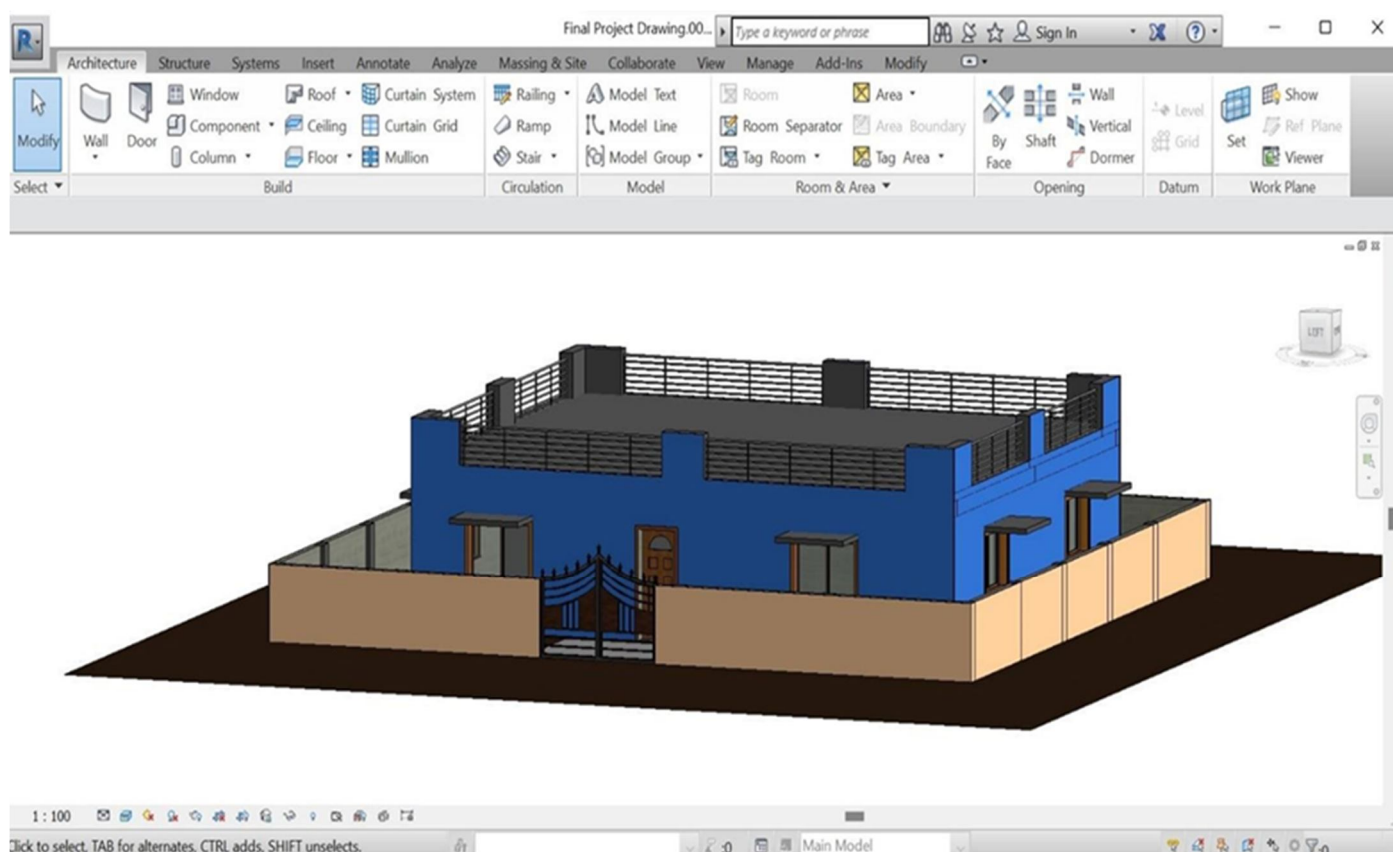 R
Final Project Drawing.00...
Type a keyword or phrase
Sign In
?
Architecture Structure Systems Insert Annotate Analyze Massing & Site Collaborate View Manage Add-Ins Modify
Modify
Wall
Door
Window
Component
Column
Roof
Ceiling
Floor
Curtain System
Curtain Grid
Mullion
Railing
Ramp
Stair
Model Text
Model Line
Model Group
Room
Room Separator
Tag Room
Area
Area Boundary
Tag Area
By
Face
Shaft
Wall
Vertical
Dormer
Level
Grid
Set
Show
Ref Plane
Viewer
Select
Build
Circulation
Model
Room & Area
Opening
Datum
Work Plane
LEFT
1 : 100
Click to select, TAB for alternates, CTRL adds, SHIFT unselects.
:0
Main Model
:0